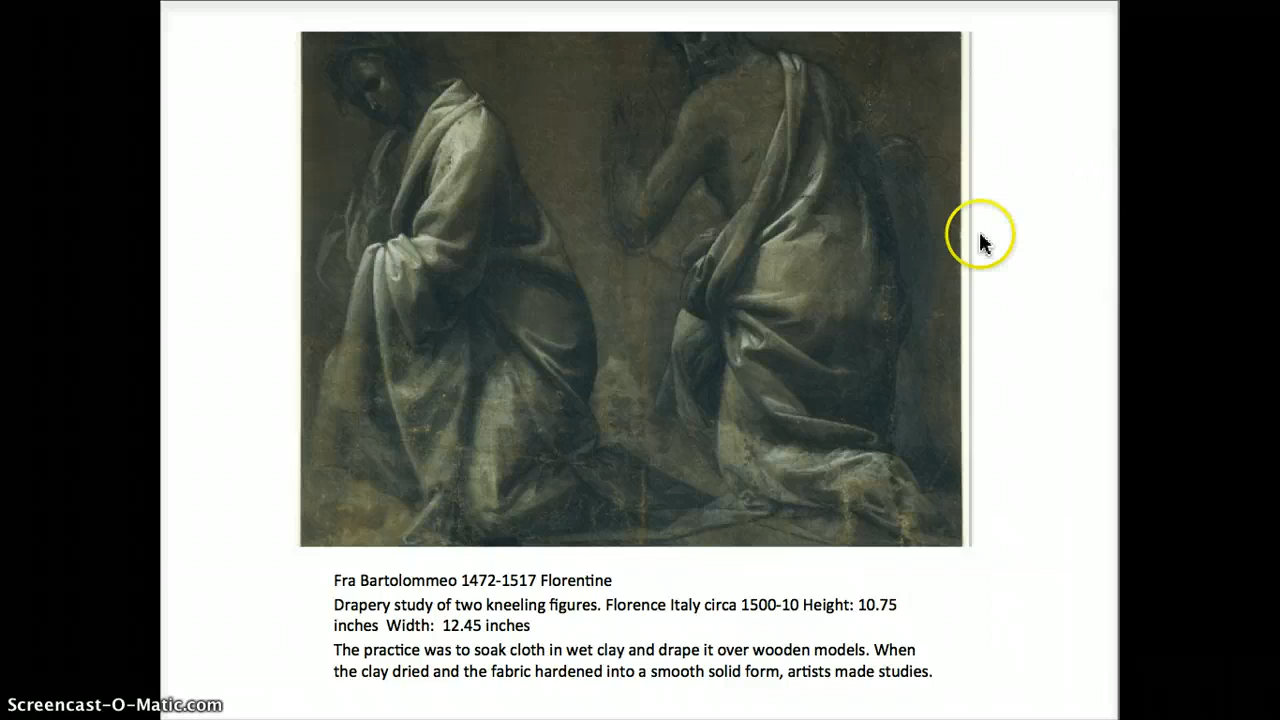 Fra Bartolommeo 1472-1517 Florentine
Drapery study of two kneeling figures. Florence Italy circa 1500-10 Height: 10.75
inches  Width:  12.45 inches
The practice was to soak cloth in wet clay and drape it over wooden models. When
the clay dried and the fabric hardened into a smooth solid form, artists made studies.
Screencast-O-Matic.com